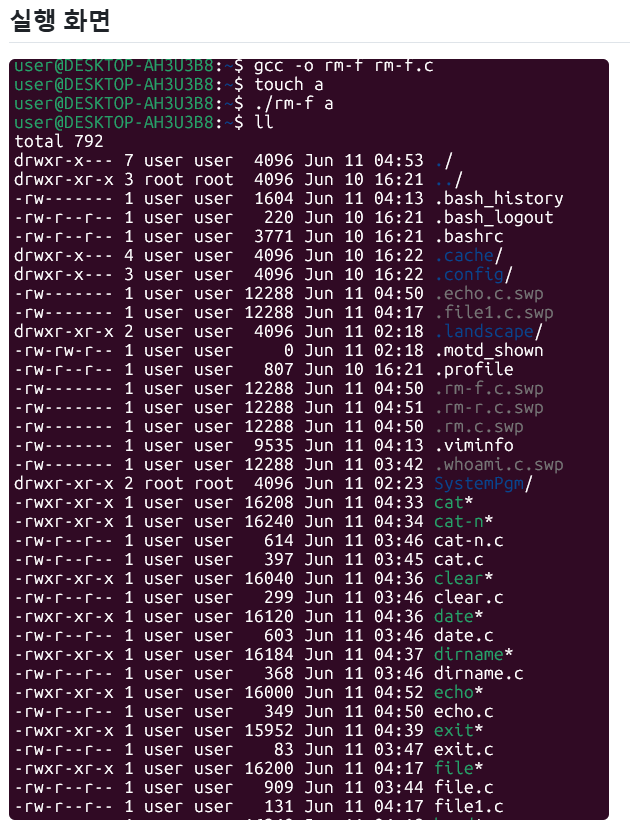 실행 화면
user@DESKTOP-AH3U3B8:~$ gcc -o rm-f rm-f.c
user@DESKTOP-AH3U3B8:~$ touch a
user@DESKTOP-AH3U3B8:~$ ./rm-f a
user@DESKTOP-AH3U3B8:~$ ll
total 792
drwxr-x--- 7 user user  4096 Jun 11 04:53 ./
drwxr-xr-x 3 root root  4096 Jun 10 16:21 ../
-rw------- 1 user user  1604 Jun 11 04:13 .bash_history
-rw-r--r-- 1 user user   220 Jun 10 16:21 .bash_logout
-rw-r--r-- 1 user user  3771 Jun 10 16:21 .bashrc
drwxr-x--- 4 user user  4096 Jun 10 16:22 .cache/
drwxr-x--- 3 user user  4096 Jun 10 16:22 .config/
-rw------- 1 user user 12288 Jun 11 04:50 .echo.c.swp
-rw------- 1 user user 12288 Jun 11 04:17 .file1.c.swp
drwxr-xr-x 2 user user  4096 Jun 11 02:18 .landscape/
-rw-rw-r-- 1 user user     0 Jun 11 02:18 .motd_shown
-rw-r--r-- 1 user user   807 Jun 10 16:21 .profile
-rw------- 1 user user 12288 Jun 11 04:50 .rm-f.c.swp
-rw------- 1 user user 12288 Jun 11 04:51 .rm-r.c.swp
-rw------- 1 user user 12288 Jun 11 04:50 .rm.c.swp
-rw------- 1 user user  9535 Jun 11 04:13 .viminfo
-rw------- 1 user user 12288 Jun 11 03:42 .whoami.c.swp
drwxr-xr-x 2 root root  4096 Jun 11 02:23 SystemPgm/
-rwxr-xr-x 1 user user 16208 Jun 11 04:33 cat*
-rwxr-xr-x 1 user user 16240 Jun 11 04:34 cat-n*
-rw-r--r-- 1 user user   614 Jun 11 03:46 cat-n.c
-rw-r--r-- 1 user user   397 Jun 11 03:45 cat.c
-rwxr-xr-x 1 user user 16040 Jun 11 04:36 clear*
-rw-r--r-- 1 user user   299 Jun 11 03:46 clear.c
-rwxr-xr-x 1 user user 16120 Jun 11 04:36 date*
-rw-r--r-- 1 user user   603 Jun 11 03:46 date.c
-rwxr-xr-x 1 user user 16184 Jun 11 04:37 dirname*
-rw-r--r-- 1 user user   368 Jun 11 03:46 dirname.c
-rwxr-xr-x 1 user user 16000 Jun 11 04:52 echo*
-rw-r--r-- 1 user user   349 Jun 11 04:50 echo.c
-rwxr-xr-x 1 user user 15952 Jun 11 04:39 exit*
-rw-r--r-- 1 user user    83 Jun 11 03:47 exit.c
-rwxr-xr-x 1 user user 16200 Jun 11 04:17 file*
-rw-r--r-- 1 user user   909 Jun 11 03:44 file.c
-rw-r--r-- 1 user user   131 Jun 11 04:17 file1.c